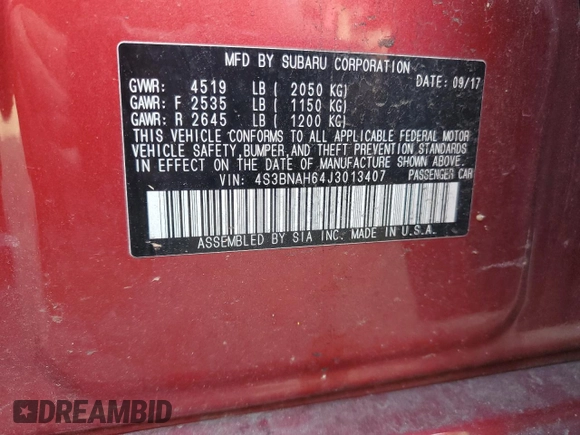 MFD BY SUBARU CORPORATION
GVWR: 4519 LB ( 2050 KG) DATE: 09/17
GAWR: F 2535 LB ( 1150 KG)
GAWR: R 2645 LB ( 1200 KG)
THIS VEHICLE CONFORMS TO ALL APPLICABLE FEDERAL MOTOR
VEHICLE SAFETY, BUMPER, AND THEFT PREVENTION STANDARDS
IN EFFECT ON THE DATE OF MANUFACTURE SHOWN ABOVE.
VIN: 4S3BNAH64J3013407 PASSENGER CAR
ASSEMBLED BY SIA INC. MADE IN U.S.A.
DREAMBID